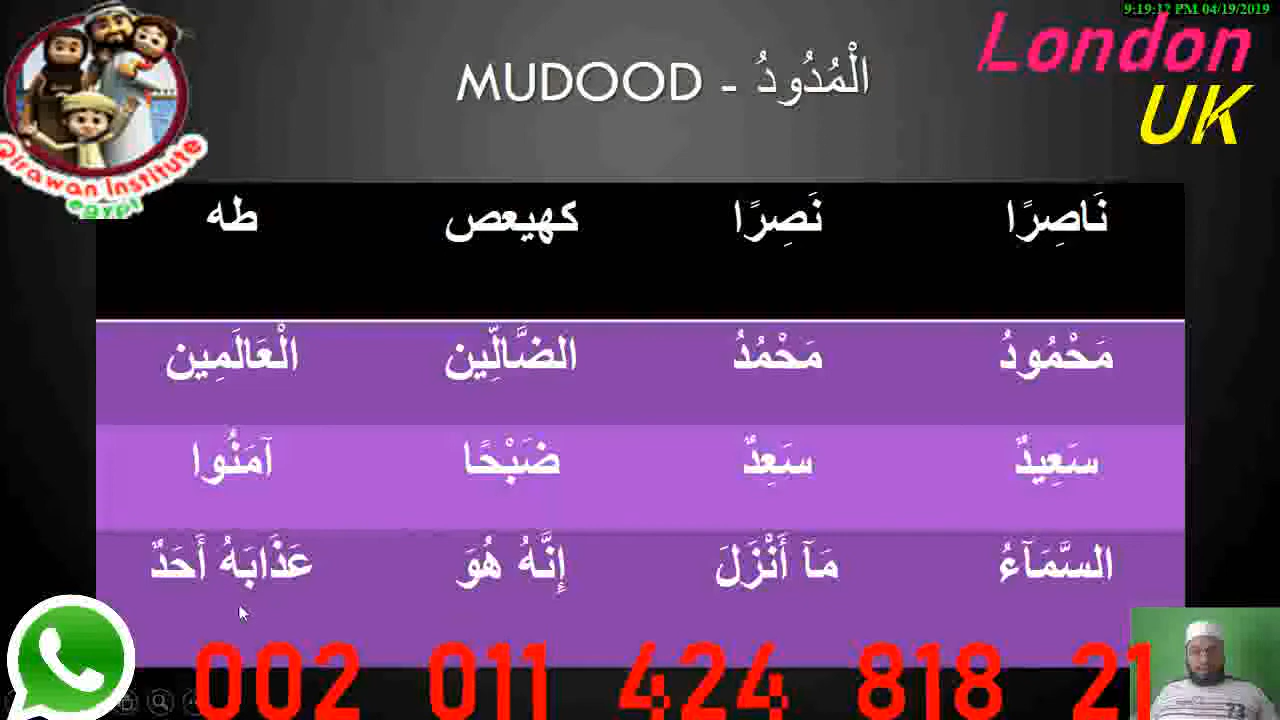 9:19:12 PM 04/19/2019
London
UK
الْمُدُودُ - MUDOOD
Qirawan Institute
egypt
نَاصِرًا نَصِرًا كهيعص طه
مَحْمُودُ مَحْمُدُ الضَّالِّين الْعَالَمِين
سَعِيدٌ سَعِدٌ ضَبْحًا آمَنُوا
السَّمَآءُ مَآ أَنْزَلَ إِنَّهُ هُوَ عَذَابَهُ أَحَدٌ
002 011 424 818 21